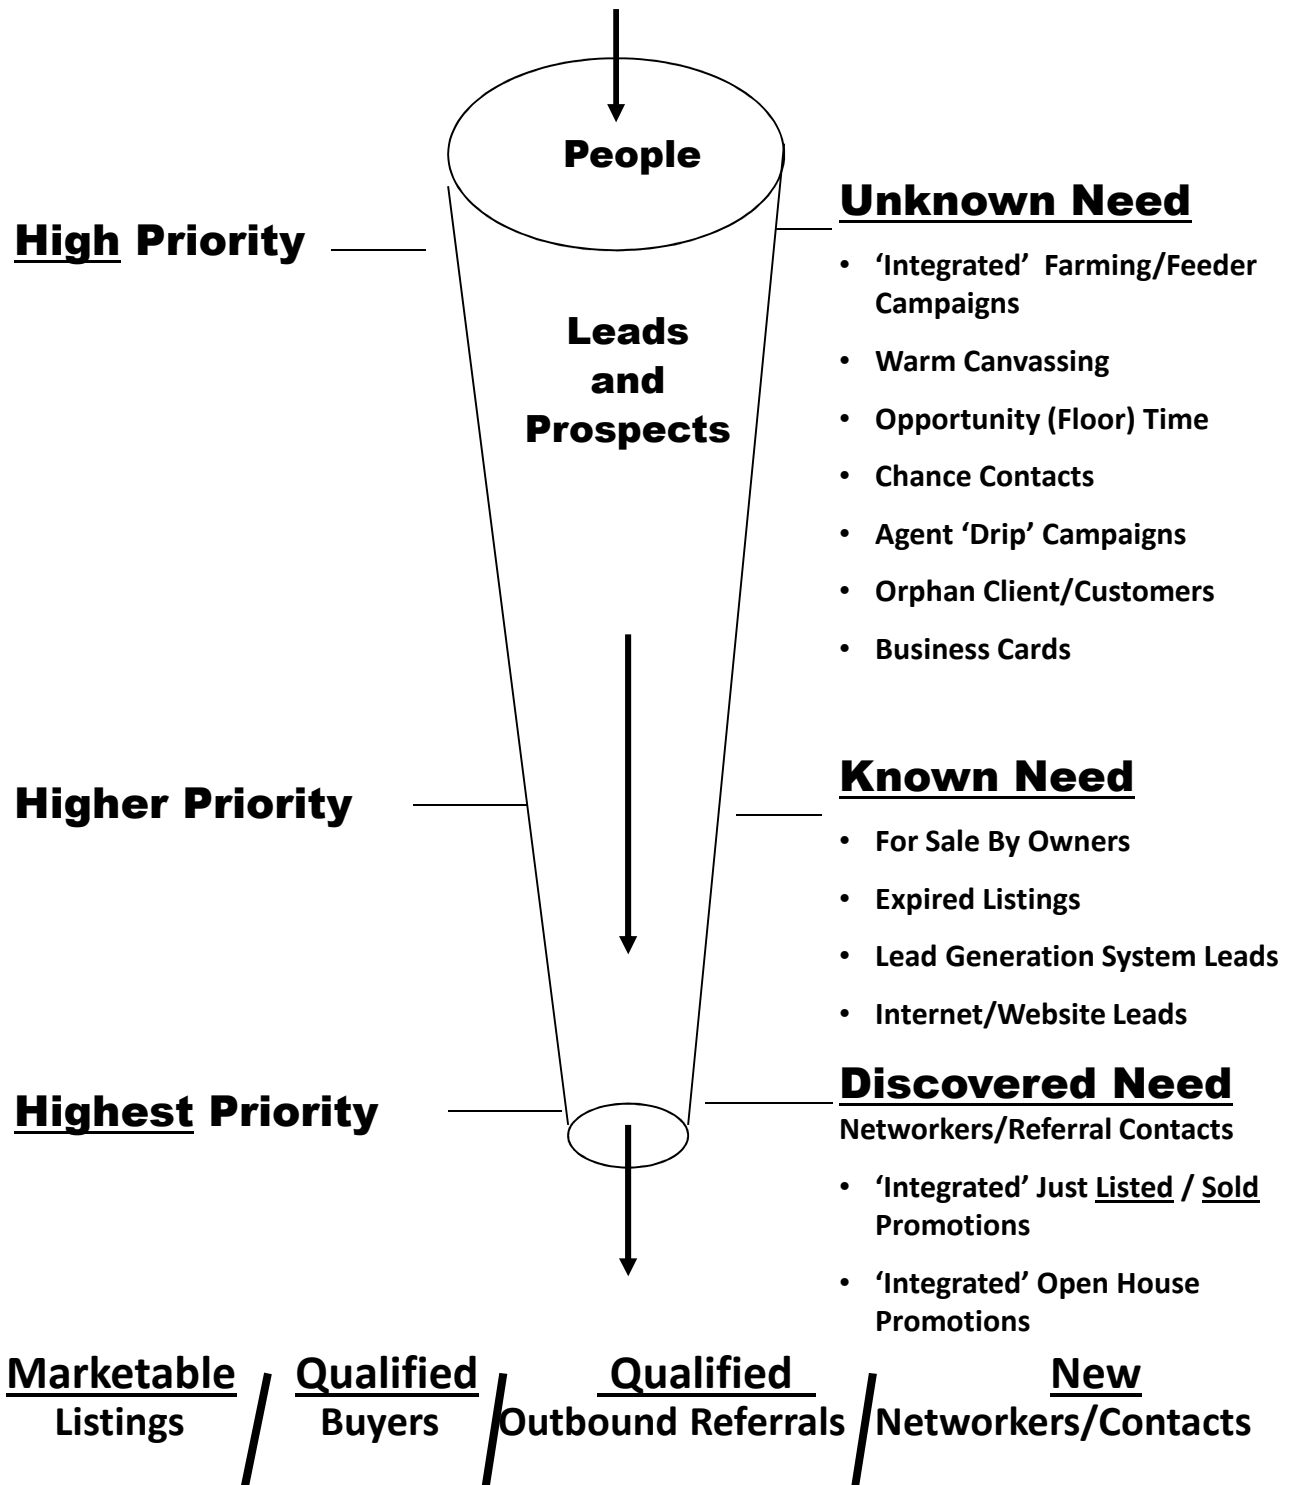 People
High Priority
Leads
and
Prospects
Unknown Need
• ‘Integrated’ Farming/Feeder
Campaigns
• Warm Canvassing
• Opportunity (Floor) Time
• Chance Contacts
• Agent ‘Drip’ Campaigns
• Orphan Client/Customers
• Business Cards
Higher Priority
Known Need
• For Sale By Owners
• Expired Listings
• Lead Generation System Leads
• Internet/Website Leads
Highest Priority
Discovered Need
Networkers/Referral Contacts
• ‘Integrated’ Just Listed / Sold
Promotions
• ‘Integrated’ Open House
Promotions
Marketable
Listings
Qualified
Buyers
Qualified
Outbound Referrals
New
Networkers/Contacts